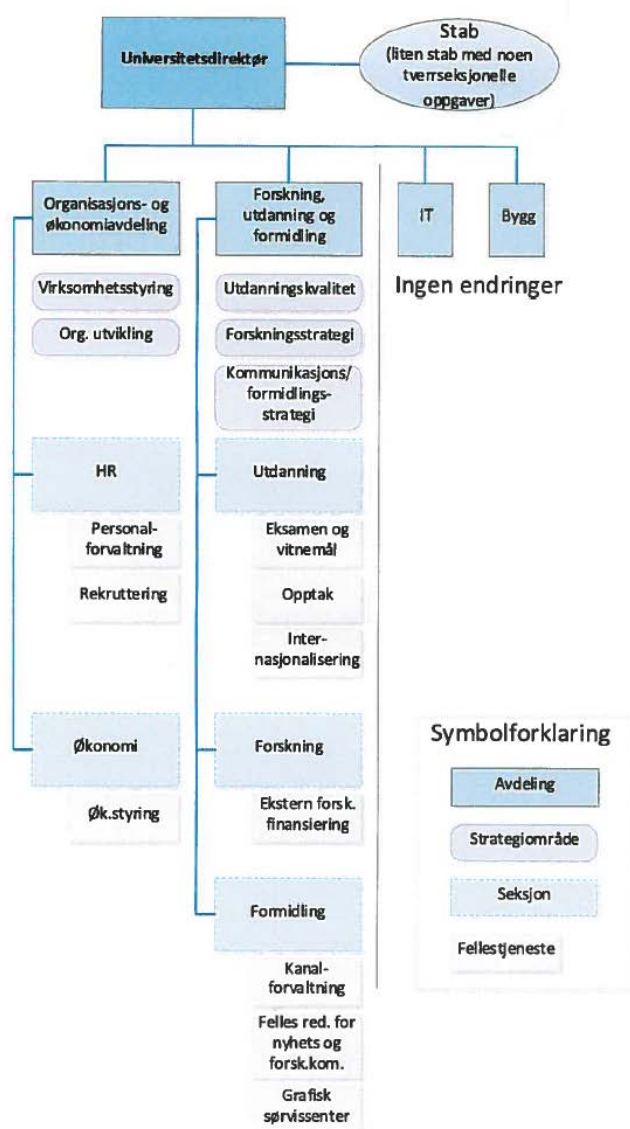 Universitetsdirektør
Stab
(liten stab med noen
tverrseksjonelle
oppgaver)
Organisasjons- og
økonomiavdeling
Virksomhetsstyring
Org. utvikling
HR
Personal-
forvaltning
Rekruttering
Økonomi
Øk.styring
Forskning,
utdanning og
formidling
Utdanningskvalitet
Forskningsstrategi
Kommunikasjons/
formidlings-
strategi
Utdanning
Eksamen og
vitnemål
Opptak
Inter-
nasjonalisering
Forskning
Ekstern forsk.
finansiering
Formidling
Kanal-
forvaltning
Felles red. for
nyhets og
forsk.kom.
Grafisk
sørvissenter
IT
Bygg
Ingen endringer
Symbolforklaring
Avdeling
Strategiområde
Seksjon
Fellestjeneste